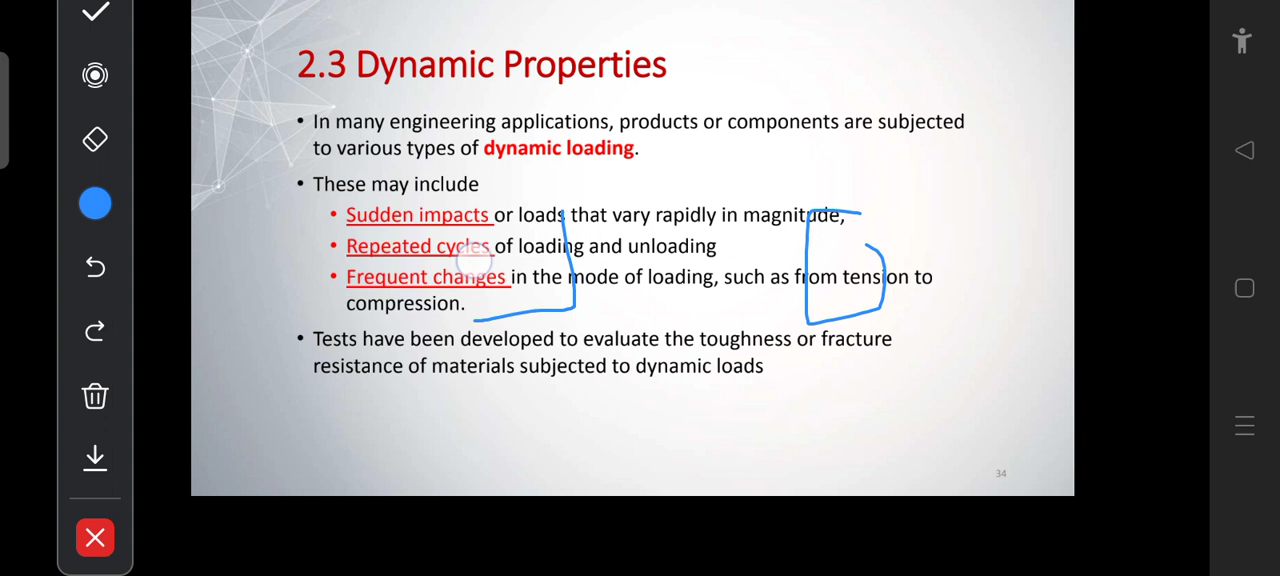 2.3 Dynamic Properties
• In many engineering applications, products or components are subjected
to various types of dynamic loading.
• These may include
• Sudden impacts or loads that vary rapidly in magnitude,
• Repeated cycles of loading and unloading
• Frequent changes in the mode of loading, such as from tension to
compression.
• Tests have been developed to evaluate the toughness or fracture
resistance of materials subjected to dynamic loads
34